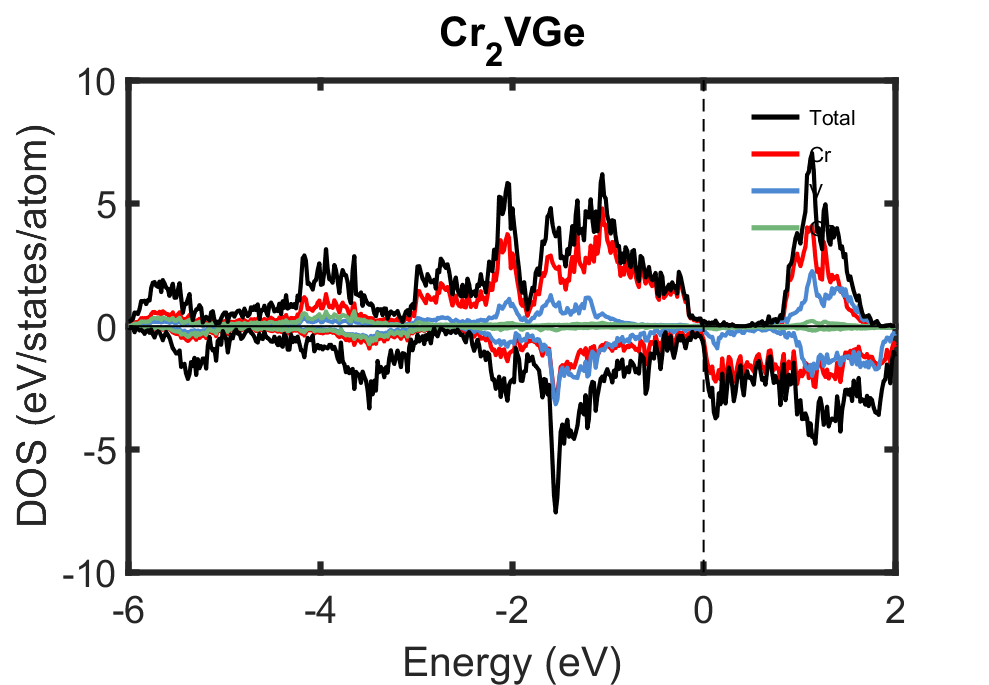 Cr2VGe
DOS (eV/states/atom)
10
5
0
-5
-10
Total
Cr
V
-6 -4 -2 0 2
Energy (eV)